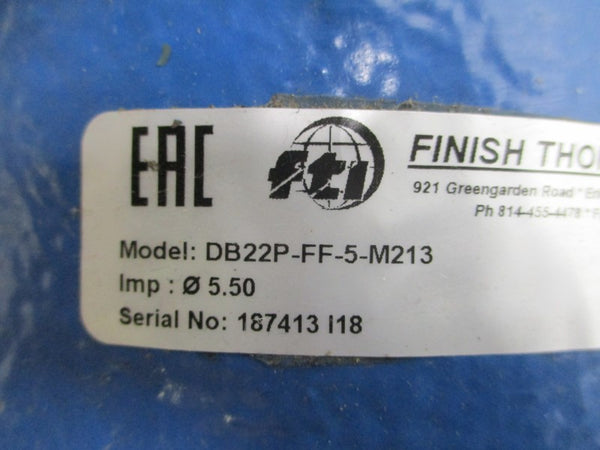 EAC
fti
FINISH THO
921 Greengarden Road *
Ph 814-455-4478 *
Model: DB22P-FF-5-M213
Imp : Ø 5.50
Serial No: 187413 I18